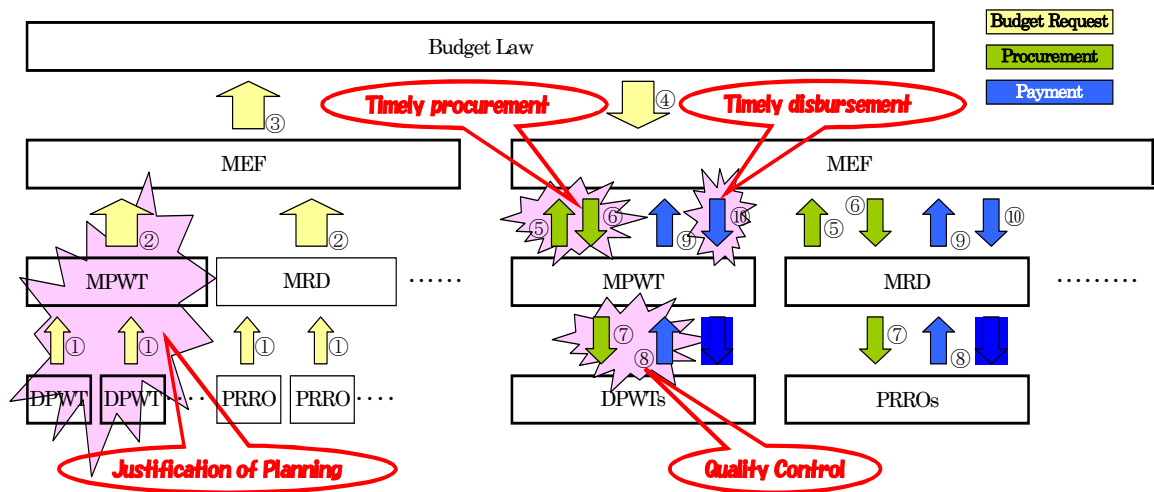 Budget Request
Budget Law
Procurement
Payment
④
Timely procurement
Timely disbursement
③
MEF
MEF
② ②
⑤ ⑥ ⑨ ⑩ ⑤ ⑥ ⑨ ⑩
MPWT MRD ······ MPWT MRD ·········
① ① ① ① ⑦ ⑧ ⑦ ⑧
DPWT DPWT ····· PRRO PRRO ···· DPWTs PRROs
Justification of Planning
Quality Control